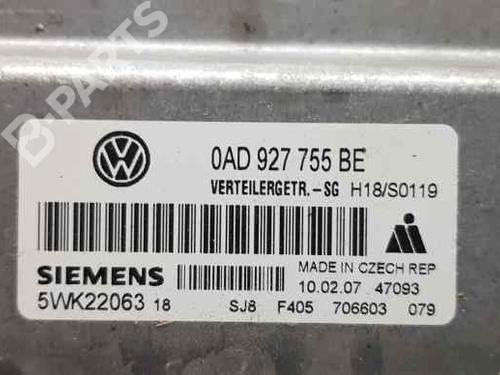 B-PARTS
0AD 927 755 BE
VERTEILERGETR.-SG H18/S0119
SIEMENS
MADE IN CZECH REP
10.02.07 47093
5WK22063 18 SJ8 F405 706603 079